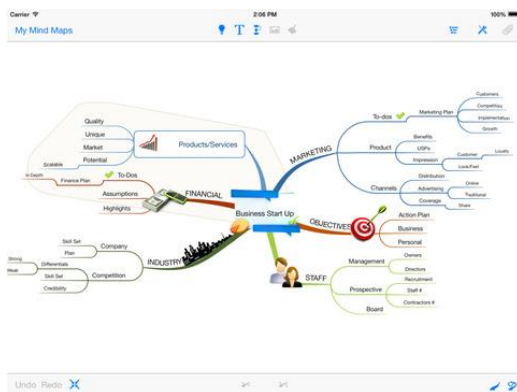 Carrier
2:06 PM
100%
My Mind Maps
T
Customers
Competition
Implementation
Growth
Marketing Plan
To-dos
MARKETING
Benefits
USPs
Impression
Customer
Loyalty
Look/Feel
Product
Distribution
Advertising
Online
Traditional
Coverage
Share
Channels
Quality
Unique
Market
Potential
Scalable
Products/Services
In Depth
Finance Plan
To-Dos
Assumptions
Highlights
FINANCIAL
Business Start Up
OBJECTIVES
Action Plan
Business
Personal
Skill Set
Plan
Company
INDUSTRY
Strong
Weak
Differentials
Skill Set
Credibility
Competition
STAFF
Management
Owners
Directors
Prospective
Recruitment
Staff #
Contractors #
Board
Undo Redo